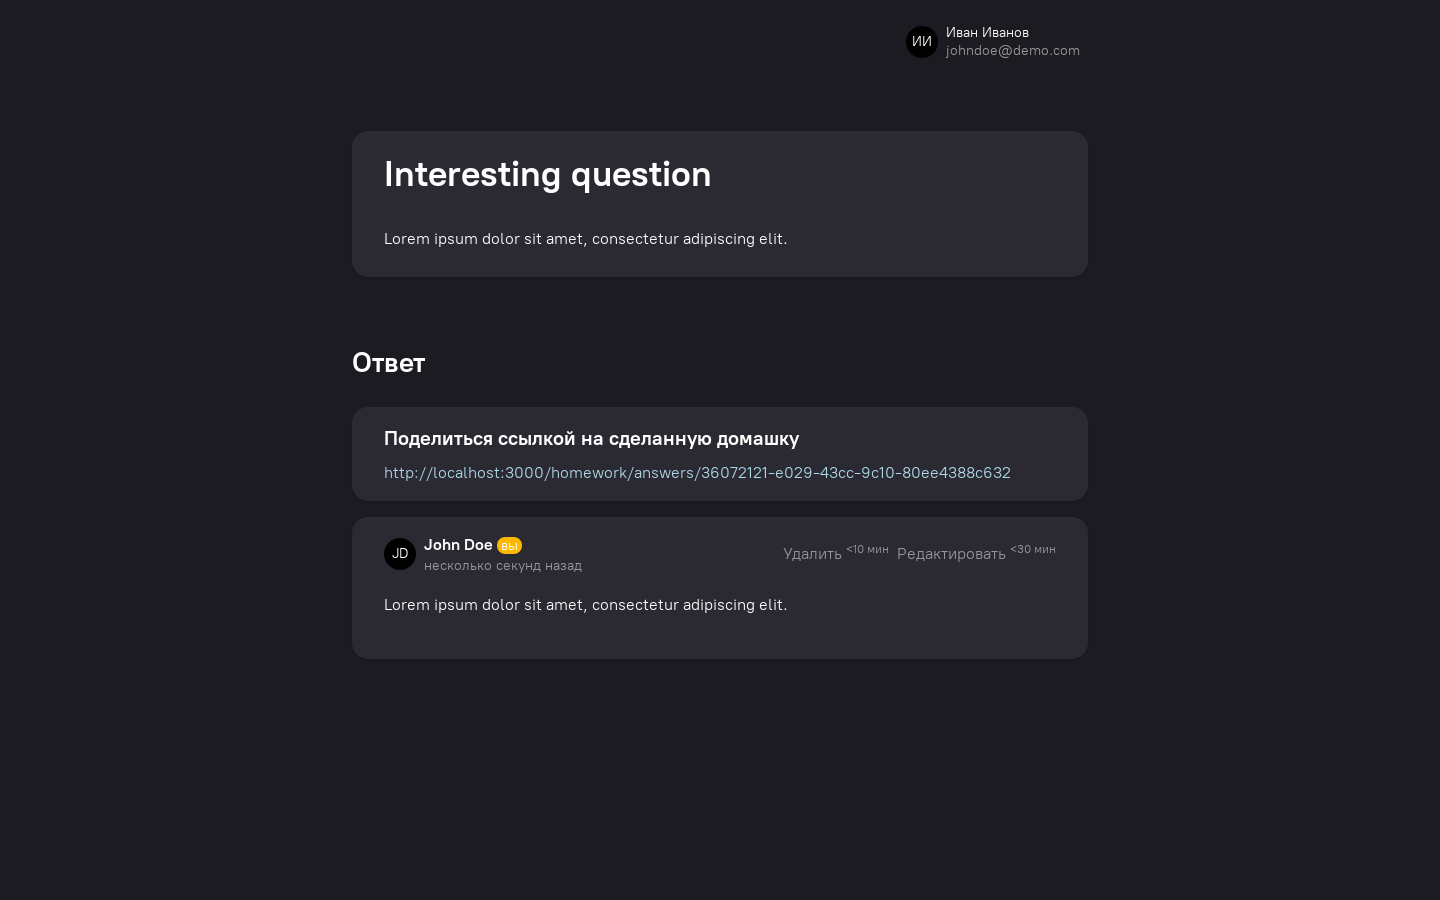 ИИ
Иван Иванов
johndoe@demo.com
Interesting question
Lorem ipsum dolor sit amet, consectetur adipiscing elit.
Ответ
Поделиться ссылкой на сделанную домашку
http://localhost:3000/homework/answers/36072121-e029-43cc-9c10-80ee4388c632
JD
John Doe вы
несколько секунд назад
Удалить <10 мин Редактировать <30 мин
Lorem ipsum dolor sit amet, consectetur adipiscing elit.